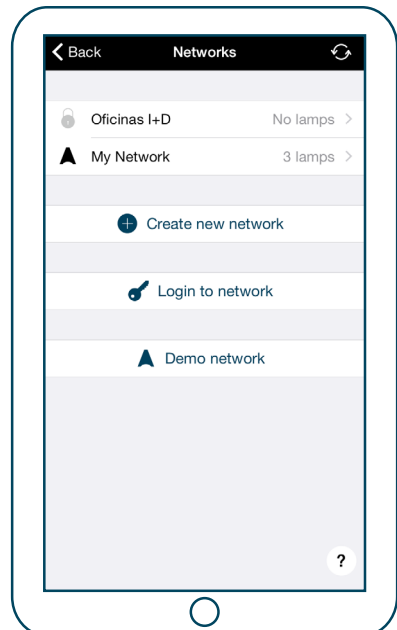 Back Networks
Oficinas I+D No lamps
My Network 3 lamps
Create new network
Login to network
Demo network
?